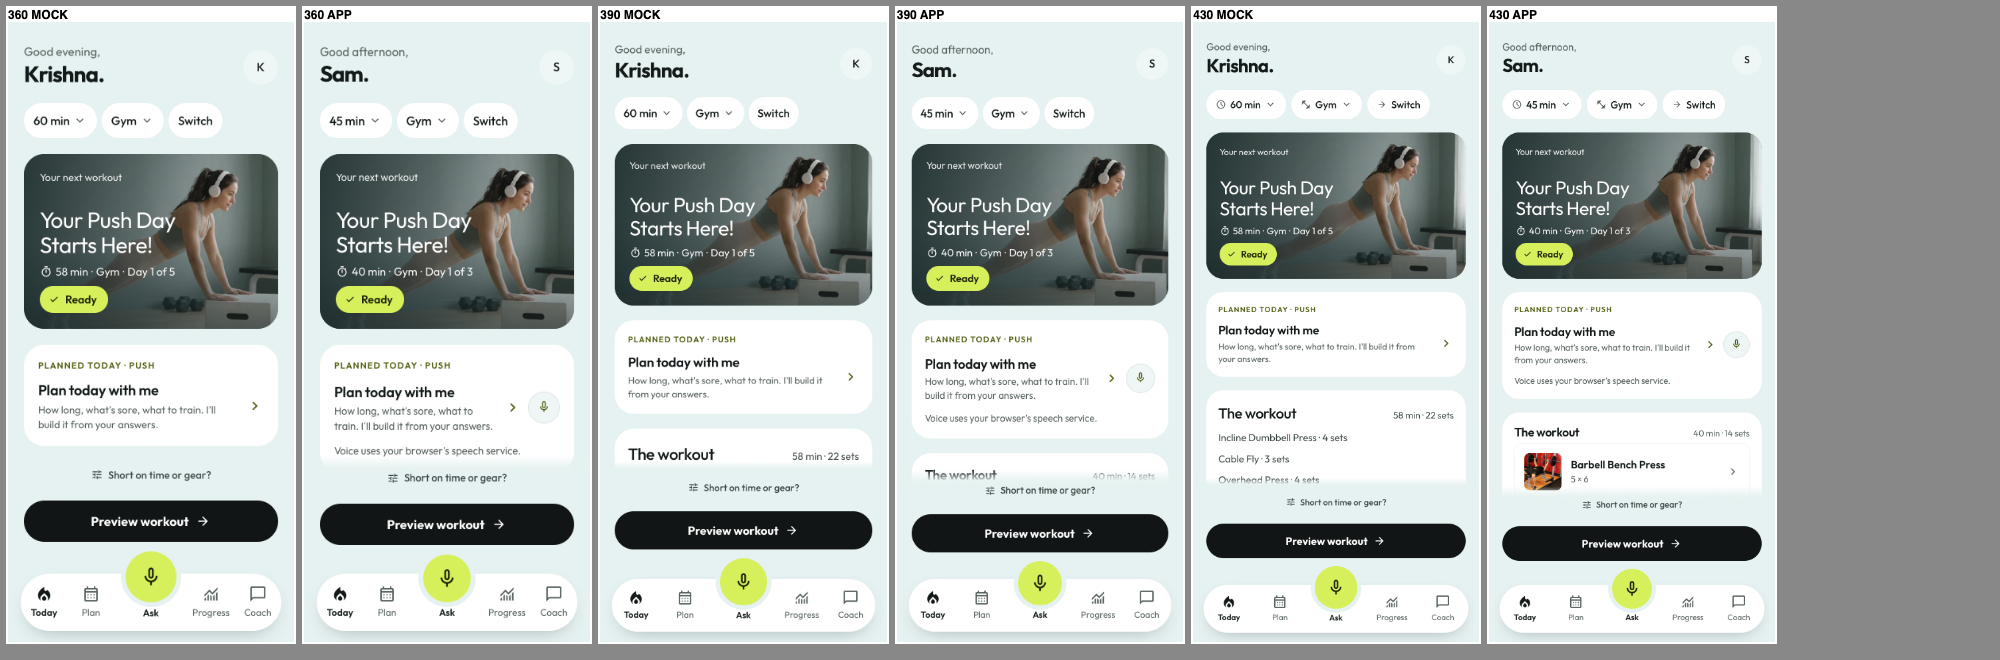 360 MOCK
Good evening,
Krishna.
K
60 min
Gym
Switch
Your next workout
Your Push Day
Starts Here!
58 min · Gym · Day 1 of 5
Ready
PLANNED TODAY · PUSH
Plan today with me
How long, what's sore, what to train. I'll
build it from your answers.
Short on time or gear?
Preview workout
Today
Plan
Ask
Progress
Coach
360 APP
Good afternoon,
Sam.
S
45 min
Gym
Switch
Your next workout
Your Push Day
Starts Here!
40 min · Gym · Day 1 of 3
Ready
PLANNED TODAY · PUSH
Plan today with me
How long, what's sore, what to
train. I'll build it from your answers.
Voice uses your browser's speech service.
Short on time or gear?
Preview workout
Today
Plan
Ask
Progress
Coach
390 MOCK
Good evening,
Krishna.
K
60 min
Gym
Switch
Your next workout
Your Push Day
Starts Here!
58 min · Gym · Day 1 of 5
Ready
PLANNED TODAY · PUSH
Plan today with me
How long, what's sore, what to train. I'll build it
from your answers.
The workout
58 min · 22 sets
Short on time or gear?
Preview workout
Today
Plan
Ask
Progress
Coach
390 APP
Good afternoon,
Sam.
S
45 min
Gym
Switch
Your next workout
Your Push Day
Starts Here!
40 min · Gym · Day 1 of 3
Ready
PLANNED TODAY · PUSH
Plan today with me
How long, what's sore, what to train. I'll
build it from your answers.
Voice uses your browser's speech service.
The workout
40 min · 14 sets
Short on time or gear?
Preview workout
Today
Plan
Ask
Progress
Coach
430 MOCK
Good evening,
Krishna.
K
60 min
Gym
Switch
Your next workout
Your Push Day
Starts Here!
58 min · Gym · Day 1 of 5
Ready
PLANNED TODAY · PUSH
Plan today with me
How long, what's sore, what to train. I'll build it from
your answers.
The workout
58 min · 22 sets
Incline Dumbbell Press · 4 sets
Cable Fly · 3 sets
Overhead Press · 4 sets
Short on time or gear?
Preview workout
Today
Plan
Ask
Progress
Coach
430 APP
Good afternoon,
Sam.
S
45 min
Gym
Switch
Your next workout
Your Push Day
Starts Here!
40 min · Gym · Day 1 of 3
Ready
PLANNED TODAY · PUSH
Plan today with me
How long, what's sore, what to train. I'll build it
from your answers.
Voice uses your browser's speech service.
The workout
40 min · 14 sets
Barbell Bench Press
5 × 6
Short on time or gear?
Preview workout
Today
Plan
Ask
Progress
Coach